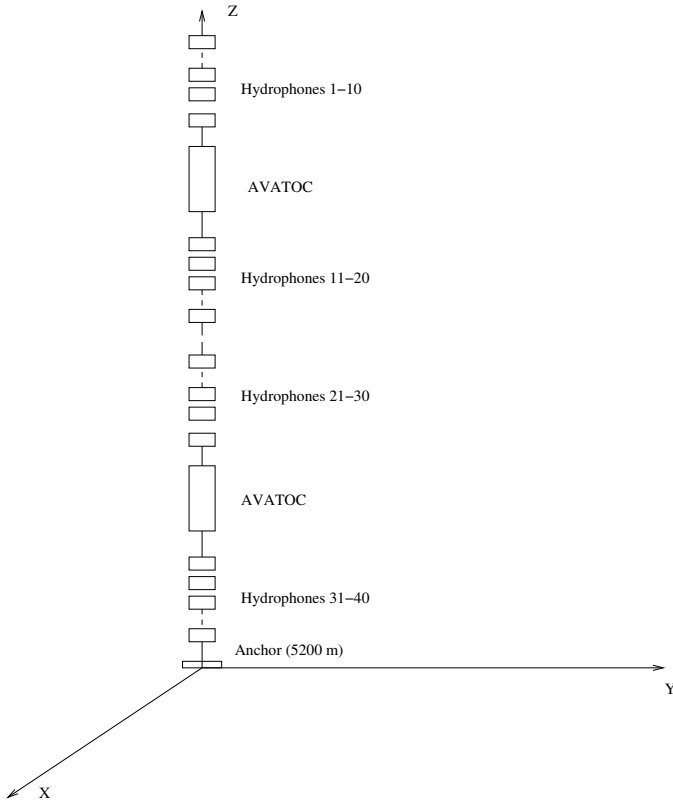 Z
Hydrophones 1−10
AVATOC
Hydrophones 11−20
Hydrophones 21−30
AVATOC
Hydrophones 31−40
Anchor (5200 m)
Y
X